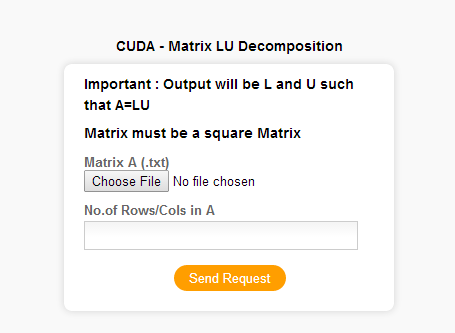 CUDA - Matrix LU Decomposition
Important : Output will be L and U such
that A=LU
Matrix must be a square Matrix
Matrix A (.txt)
Choose File No file chosen
No.of Rows/Cols in A
Send Request